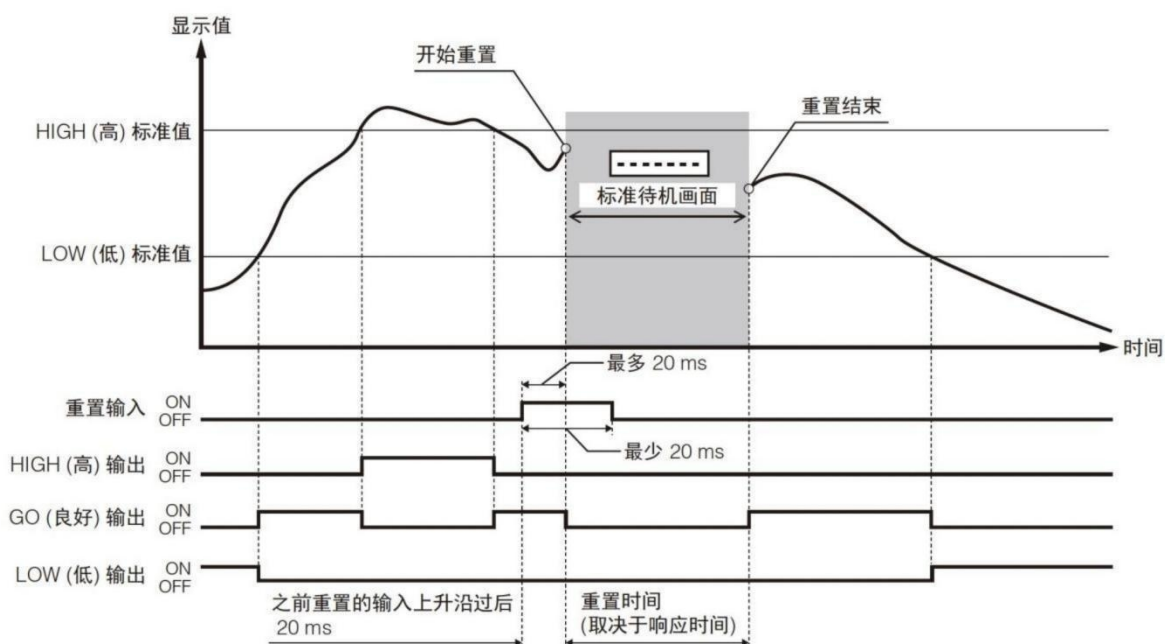 显示值
开始重置
重置结束
HIGH (高) 标准值
-------
标准待机画面
LOW (低) 标准值
时间
最多 20 ms
重置输入 ON
OFF
最少 20 ms
HIGH (高) 输出 ON
OFF
GO (良好) 输出 ON
OFF
LOW (低) 输出 ON
OFF
之前重置的输入上升沿过后
20 ms
重置时间
(取决于响应时间)